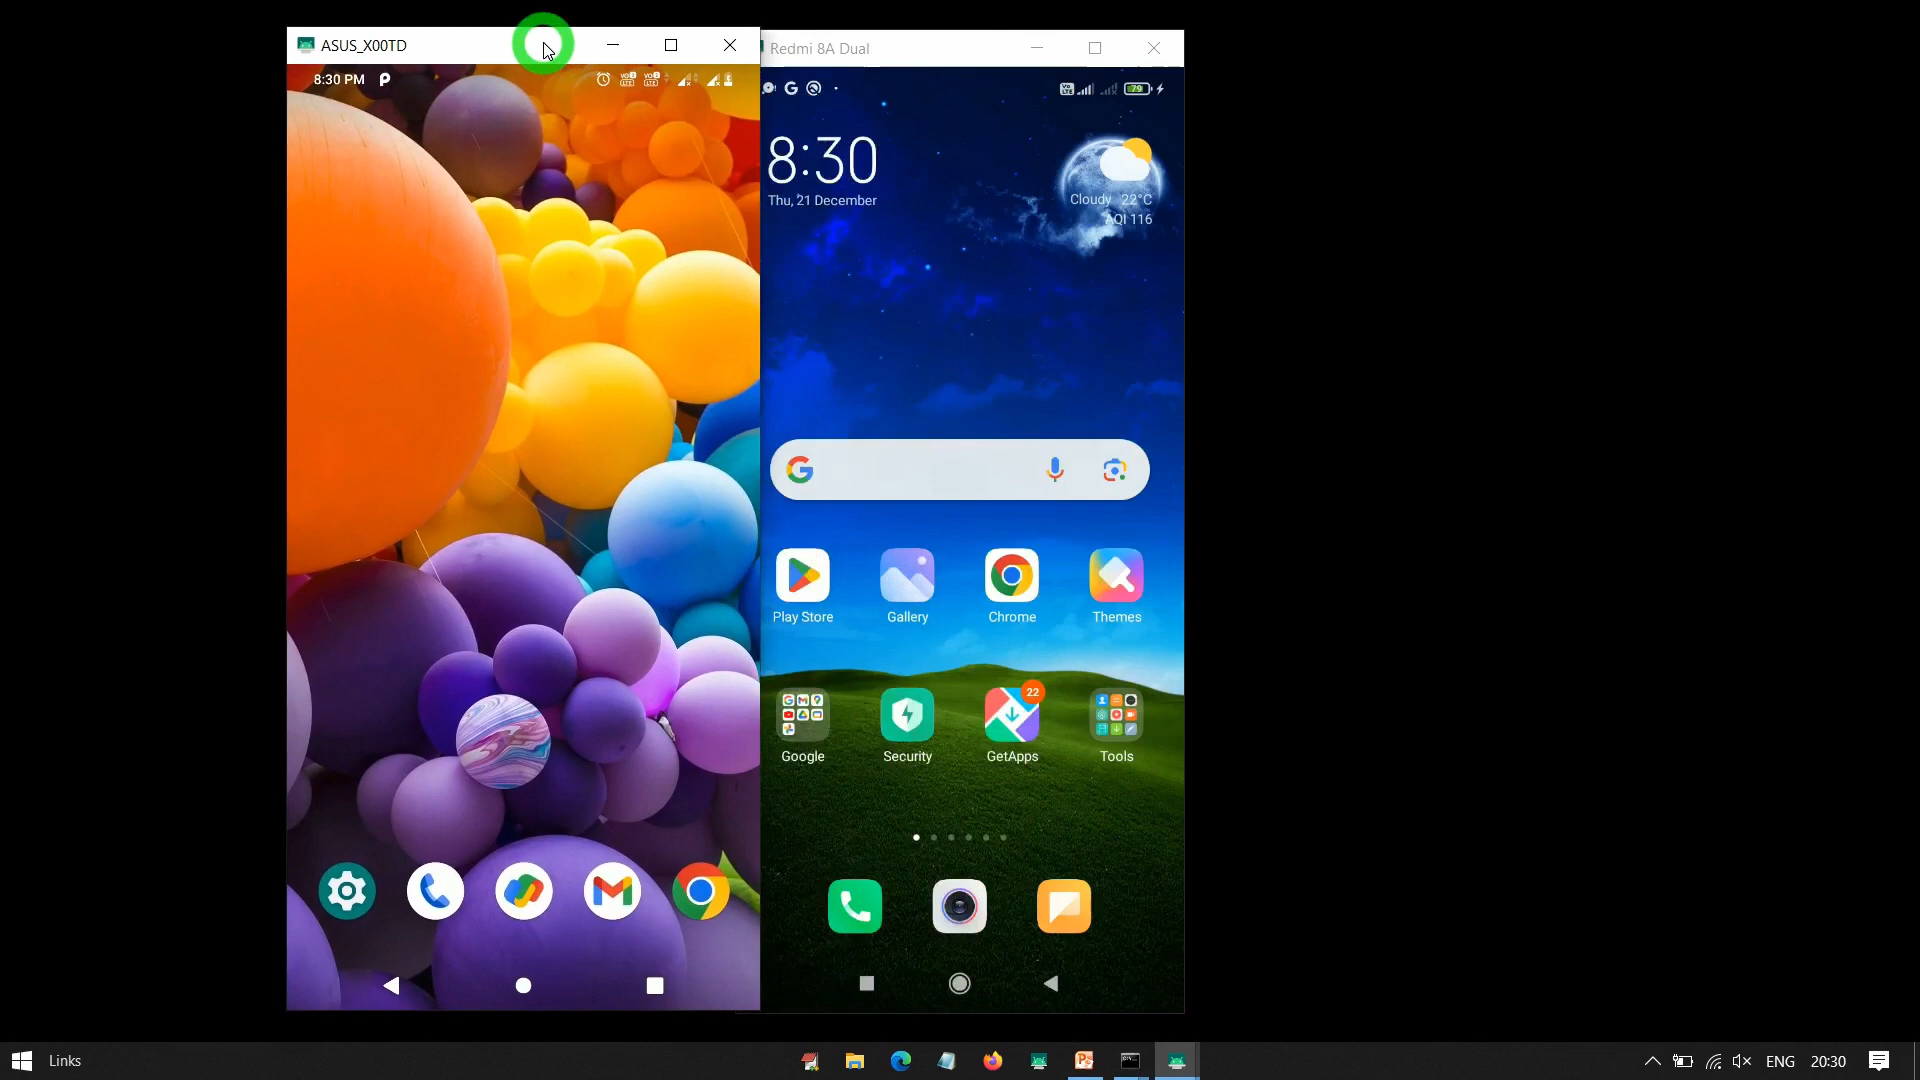 ASUS_X00TD
8:30 PM
Redmi 8A Dual
79
8:30
Thu, 21 December
Cloudy 22°C
AQI 116
Play Store
Gallery
Chrome
Themes
22
Google
Security
GetApps
Tools
Links
ENG
20:30